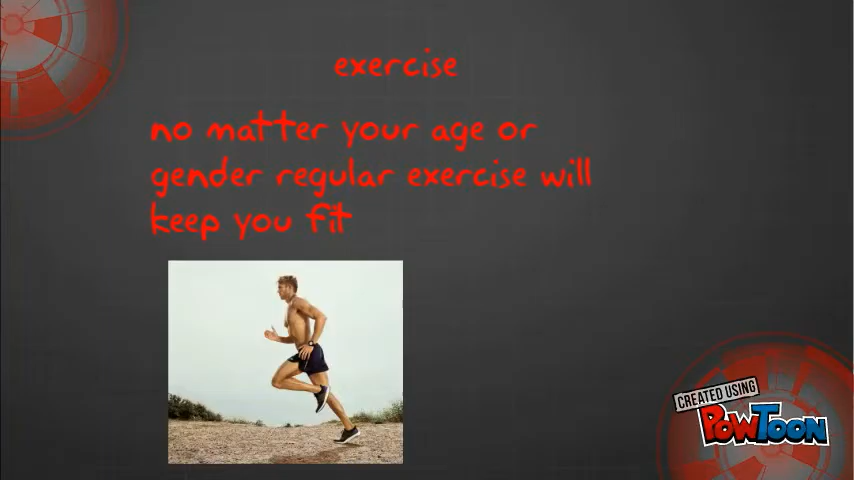 exercise
no matter your age or
gender regular exercise will
keep you fit
CREATED USING
POWTOON